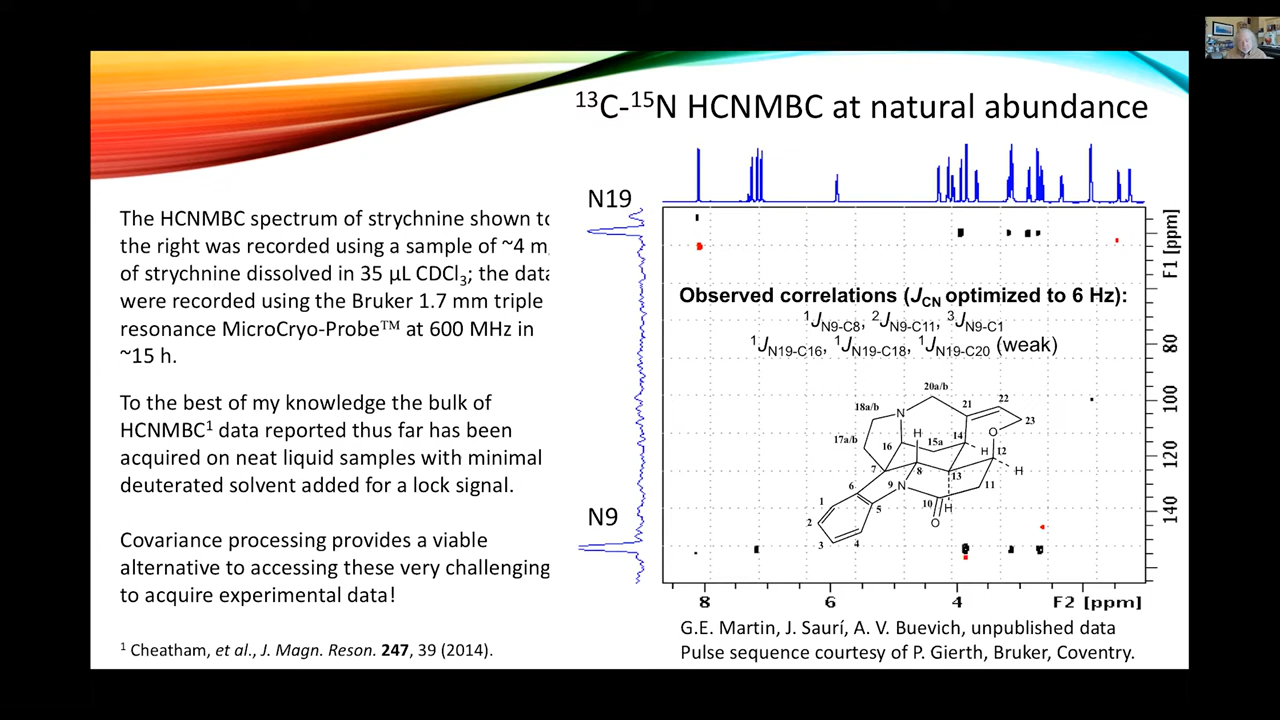 ¹³C-¹⁵N HCNMBC at natural abundance
The HCNMBC spectrum of strychnine shown to
the right was recorded using a sample of ~4 m
of strychnine dissolved in 35 µL CDCl₃; the data
were recorded using the Bruker 1.7 mm triple
resonance MicroCryo-Probe™ at 600 MHz in
~15 h.
To the best of my knowledge the bulk of
HCNMBC¹ data reported thus far has been
acquired on neat liquid samples with minimal
deuterated solvent added for a lock signal.
Covariance processing provides a viable
alternative to accessing these very challenging
to acquire experimental data!
¹ Cheatham, et al., J. Magn. Reson. 247, 39 (2014).
N19
N9
Observed correlations (J_CN optimized to 6 Hz):
¹J_N9-C8, ²J_N9-C11, ³J_N9-C1
¹J_N19-C16, ¹J_N19-C18, ¹J_N19-C20 (weak)
20a/b
22
18a/b
21
N
23
H
O
17a/b
14
16
15a
H
12
7
8
H
13
9
N
11
6
1
10
H
5
2
O
3
4
F1 [ppm]
80
100
120
140
8
6
4
F2 [ppm]
G.E. Martin, J. Saurí, A. V. Buevich, unpublished data
Pulse sequence courtesy of P. Gierth, Bruker, Coventry.